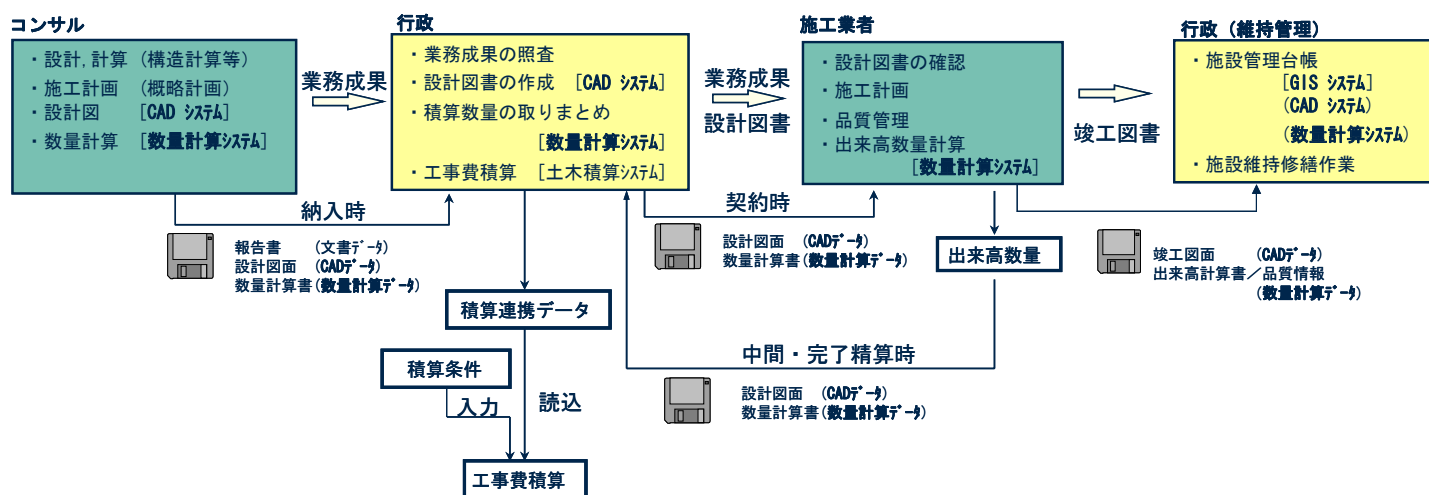 コンサル
・設計,計算（構造計算等）
・施工計画　（概略計画）
・設計図　［CAD ｼｽﾃﾑ］
・数量計算　［数量計算ｼｽﾃﾑ］
業務成果
行政
・業務成果の照査
・設計図書の作成　［CAD ｼｽﾃﾑ］
・積算数量の取りまとめ
［数量計算ｼｽﾃﾑ］
・工事費積算　［土木積算ｼｽﾃﾑ］
業務成果
設計図書
施工業者
・設計図書の確認
・施工計画
・品質管理
・出来高数量計算
［数量計算ｼｽﾃﾑ］
竣工図書
行政（維持管理）
・施設管理台帳
［GIS ｼｽﾃﾑ］
（CAD ｼｽﾃﾑ）
（数量計算ｼｽﾃﾑ）
・施設維持修繕作業
納入時
報告書　（文書ﾃﾞｰﾀ）
設計図面　（CADﾃﾞｰﾀ）
数量計算書（数量計算ﾃﾞｰﾀ）
契約時
設計図面　（CADﾃﾞｰﾀ）
数量計算書（数量計算ﾃﾞｰﾀ）
出来高数量
竣工図面　（CADﾃﾞｰﾀ）
出来高計算書／品質情報
（数量計算ﾃﾞｰﾀ）
積算連携データ
中間・完了精算時
設計図面　（CADﾃﾞｰﾀ）
数量計算書（数量計算ﾃﾞｰﾀ）
積算条件
入力
読込
工事費積算